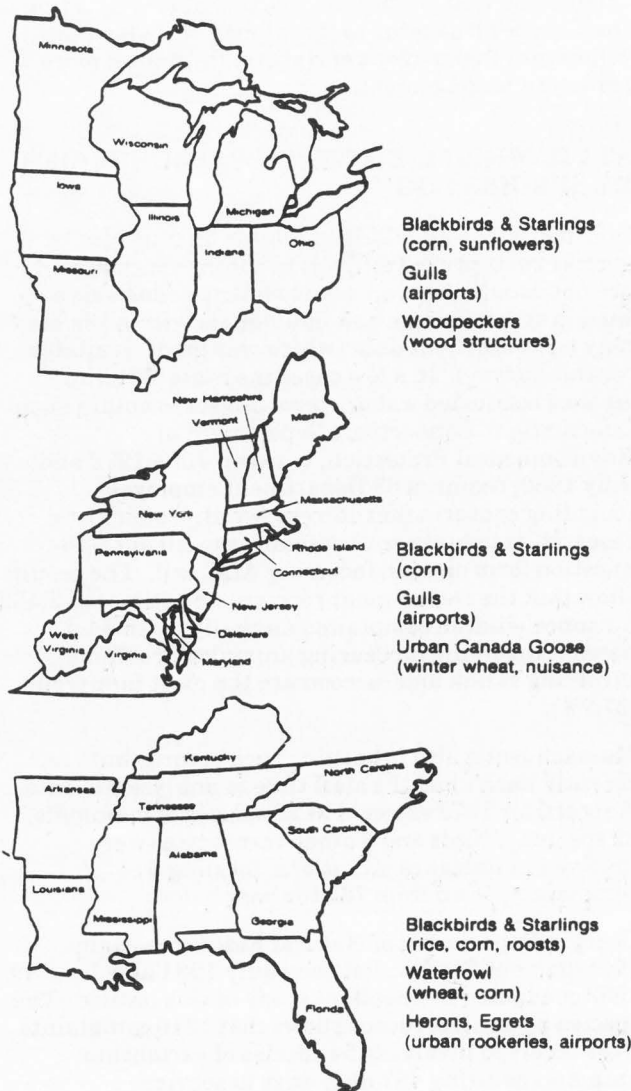 Minnesota
Wisconsin
Iowa
Illinois
Michigan
Indiana
Ohio
Missouri
Blackbirds & Starlings
(corn, sunflowers)
Gulls
(airports)
Woodpeckers
(wood structures)
New Hampshire
Vermont
Maine
Massachusetts
New York
Rhode Island
Pennsylvania
Connecticut
New Jersey
West
Virginia
Virginia
Delaware
Maryland
Blackbirds & Starlings
(corn)
Gulls
(airports)
Urban Canada Goose
(winter wheat, nuisance)
Kentucky
North Carolina
Arkansas
Tennessee
South Carolina
Alabama
Louisiana
Mississippi
Georgia
Florida
Blackbirds & Starlings
(rice, corn, roosts)
Waterfowl
(wheat, corn)
Herons, Egrets
(urban rookeries, airports)